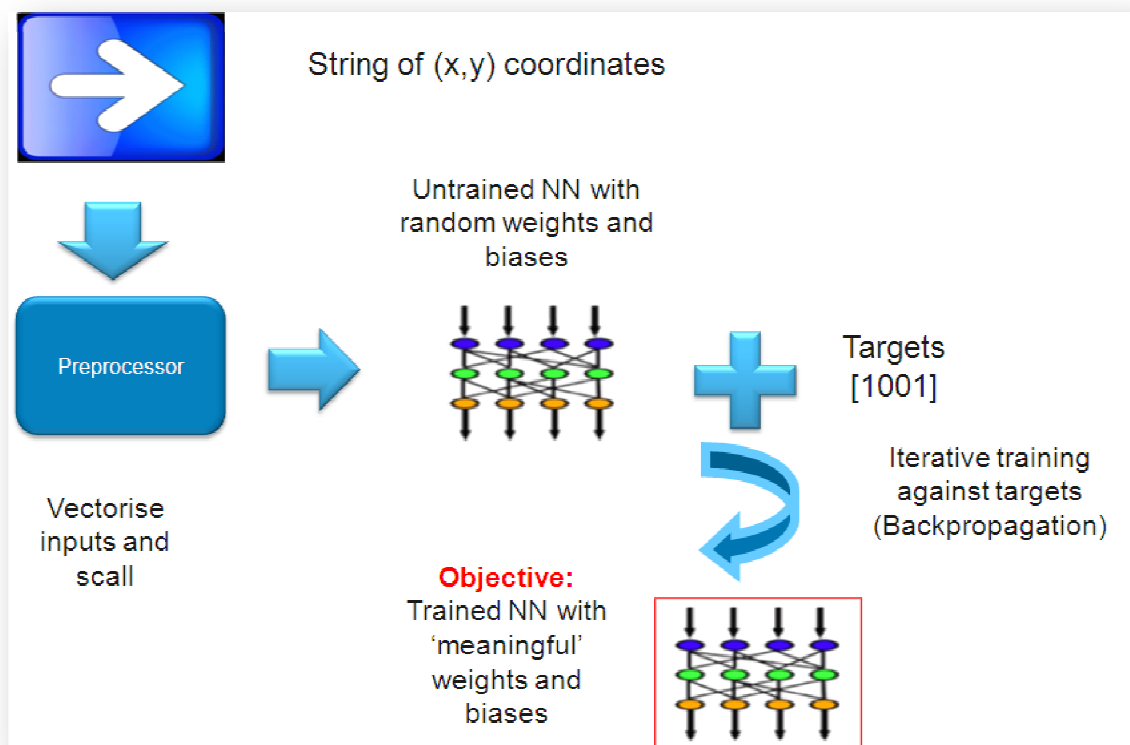 String of (x,y) coordinates
Untrained NN with
random weights and
biases
Preprocessor
Targets
[1001]
Iterative training
against targets
(Backpropagation)
Vectorise
inputs and
scall
Objective:
Trained NN with
‘meaningful’
weights and
biases